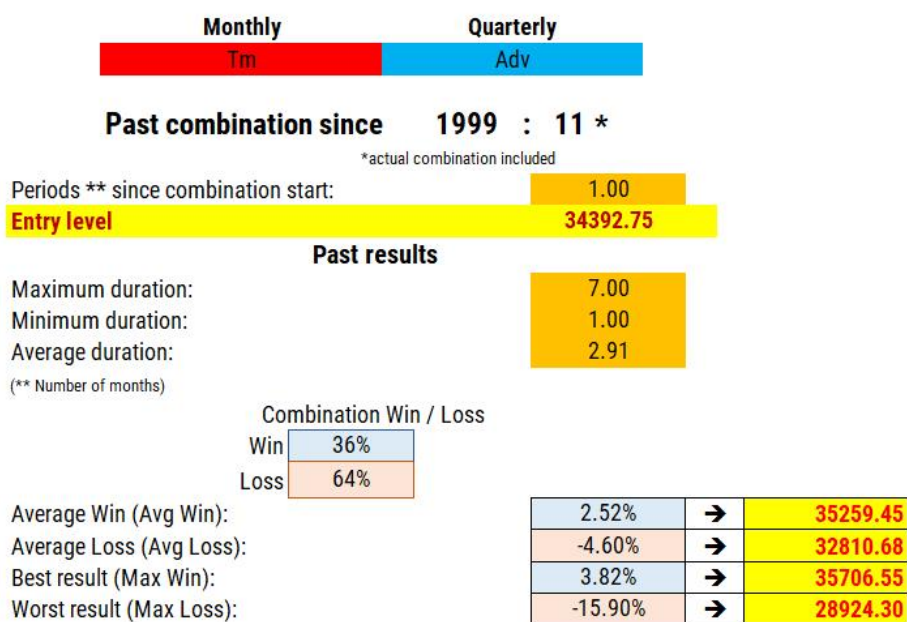 Monthly Quarterly
Tm Adv
Past combination since 1999 : 11 *
*actual combination included
Periods ** since combination start: 1.00
Entry level 34392.75
Past results
Maximum duration: 7.00
Minimum duration: 1.00
Average duration: 2.91
(** Number of months)
Combination Win / Loss
Win 36%
Loss 64%
Average Win (Avg Win): 2.52% ➔ 35259.45
Average Loss (Avg Loss): -4.60% ➔ 32810.68
Best result (Max Win): 3.82% ➔ 35706.55
Worst result (Max Loss): -15.90% ➔ 28924.30